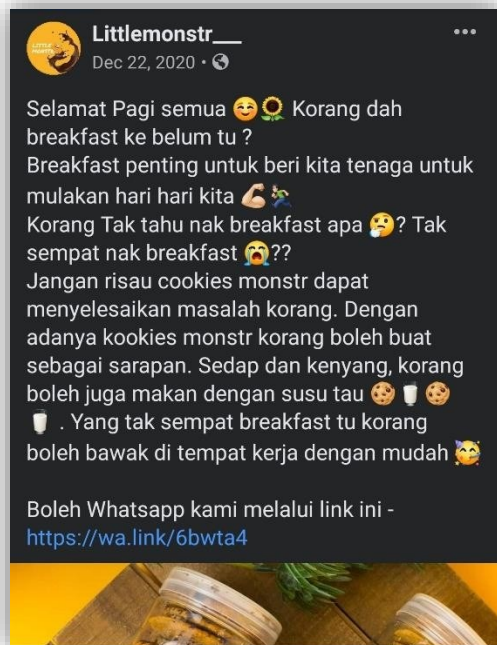 Littlemonstr___
Dec 22, 2020 •
Selamat Pagi semua ☺️🌻 Korang dah
breakfast ke belum tu ?
Breakfast penting untuk beri kita tenaga untuk
mulakan hari hari kita 💪🏻🏃🏻‍♂️
Korang Tak tahu nak breakfast apa 🤔? Tak
sempat nak breakfast 😭??
Jangan risau cookies monstr dapat
menyelesaikan masalah korang. Dengan
adanya kookies monstr korang boleh buat
sebagai sarapan. Sedap dan kenyang, korang
boleh juga makan dengan susu tau 🍪🥛🍪
🥛 . Yang tak sempat breakfast tu korang
boleh bawak di tempat kerja dengan mudah 🥳
Boleh Whatsapp kami melalui link ini -
https://wa.link/6bwta4